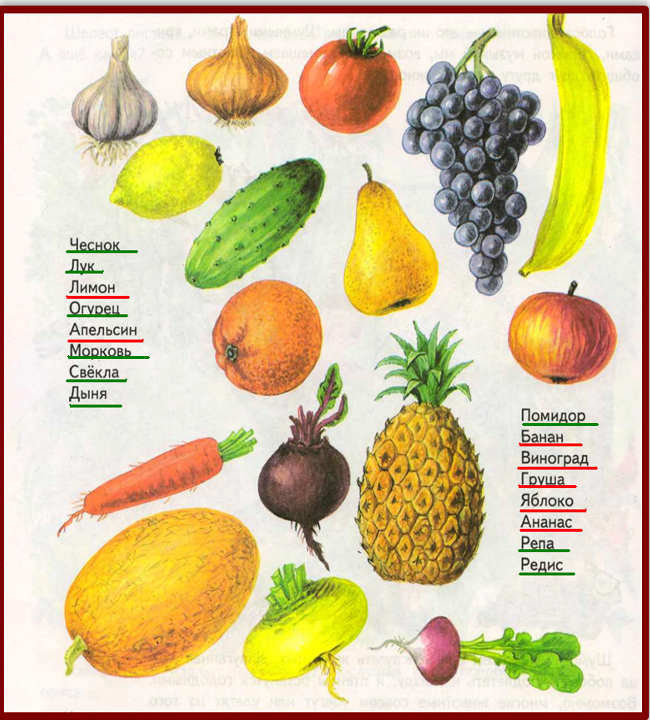 Чеснок
Лук
Лимон
Огурец
Апельсин
Морковь
Свёкла
Дыня
Помидор
Банан
Виноград
Груша
Яблоко
Ананас
Репа
Редис